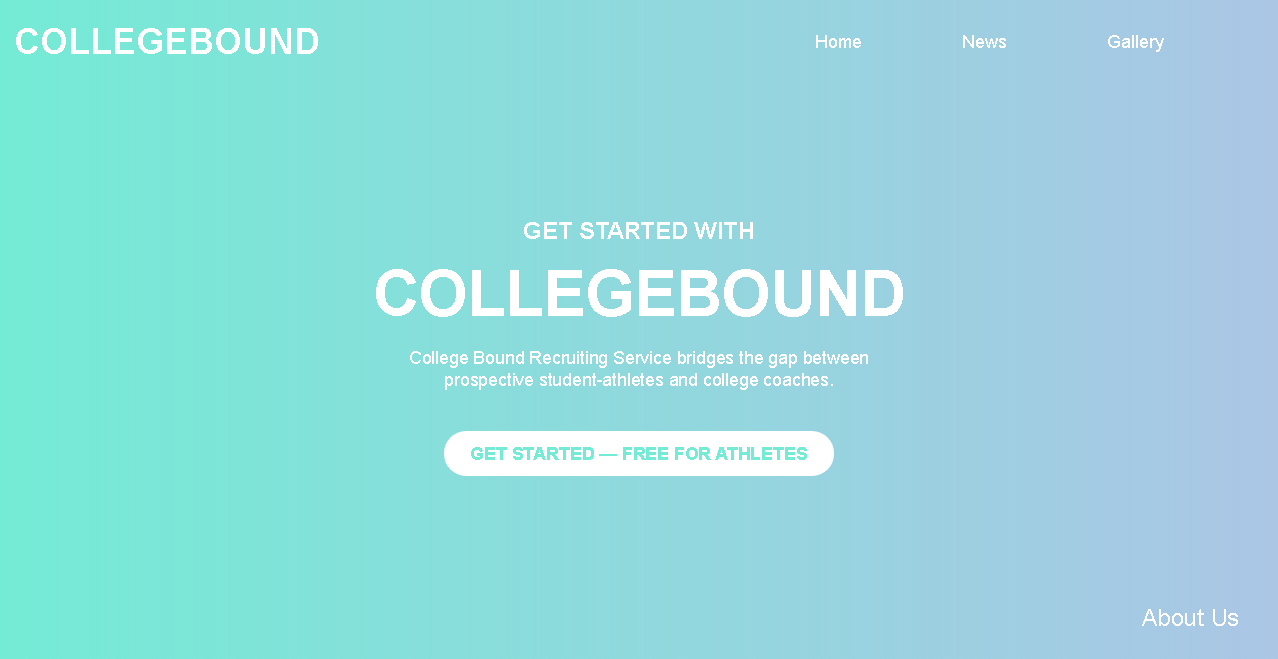 COLLEGEBOUND
Home News Gallery
GET STARTED WITH
COLLEGEBOUND
College Bound Recruiting Service bridges the gap between
prospective student-athletes and college coaches.
GET STARTED — FREE FOR ATHLETES
About Us